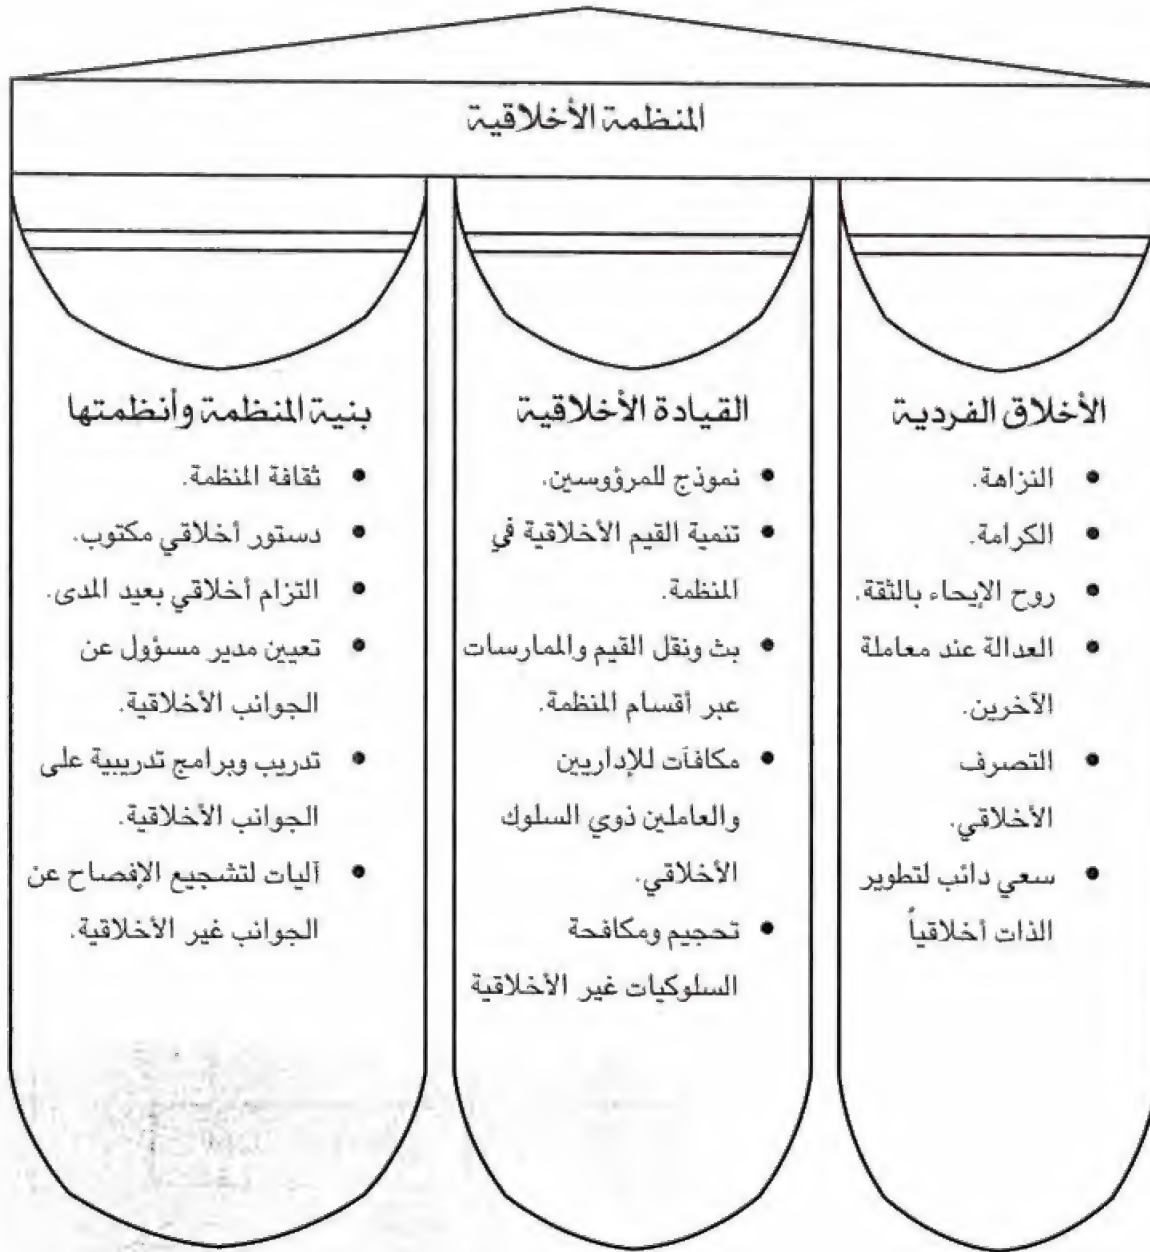 المنظمة الأخلاقية
الأخلاق الفردية
• النزاهة.
• الكرامة.
• روح الإيحاء بالثقة.
• العدالة عند معاملة
الآخرين.
• التصرف
الأخلاقي.
• سعي دائب لتطوير
الذات أخلاقياً
القيادة الأخلاقية
• نموذج للمرؤوسين.
• تنمية القيم الأخلاقية في
المنظمة.
• بث ونقل القيم والممارسات
عبر أقسام المنظمة.
• مكافآت للإداريين
والعاملين ذوي السلوك
الأخلاقي.
• تحجيم ومكافحة
السلوكيات غير الأخلاقية
بنية المنظمة وأنظمتها
• ثقافة المنظمة.
• دستور أخلاقي مكتوب.
• التزام أخلاقي بعيد المدى.
• تعيين مدير مسؤول عن
الجوانب الأخلاقية.
• تدريب وبرامج تدريبية على
الجوانب الأخلاقية.
• آليات لتشجيع الإفصاح عن
الجوانب غير الأخلاقية.